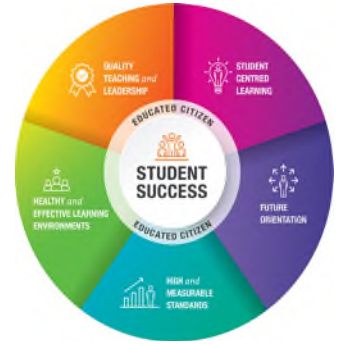 QUALITY
TEACHING and
LEADERSHIP
STUDENT
CENTRED
LEARNING
EDUCATED CITIZEN
STUDENT
SUCCESS
EDUCATED CITIZEN
HEALTHY and
EFFECTIVE LEARNING
ENVIRONMENTS
FUTURE
ORIENTATION
HIGH and
MEASURABLE
STANDARDS